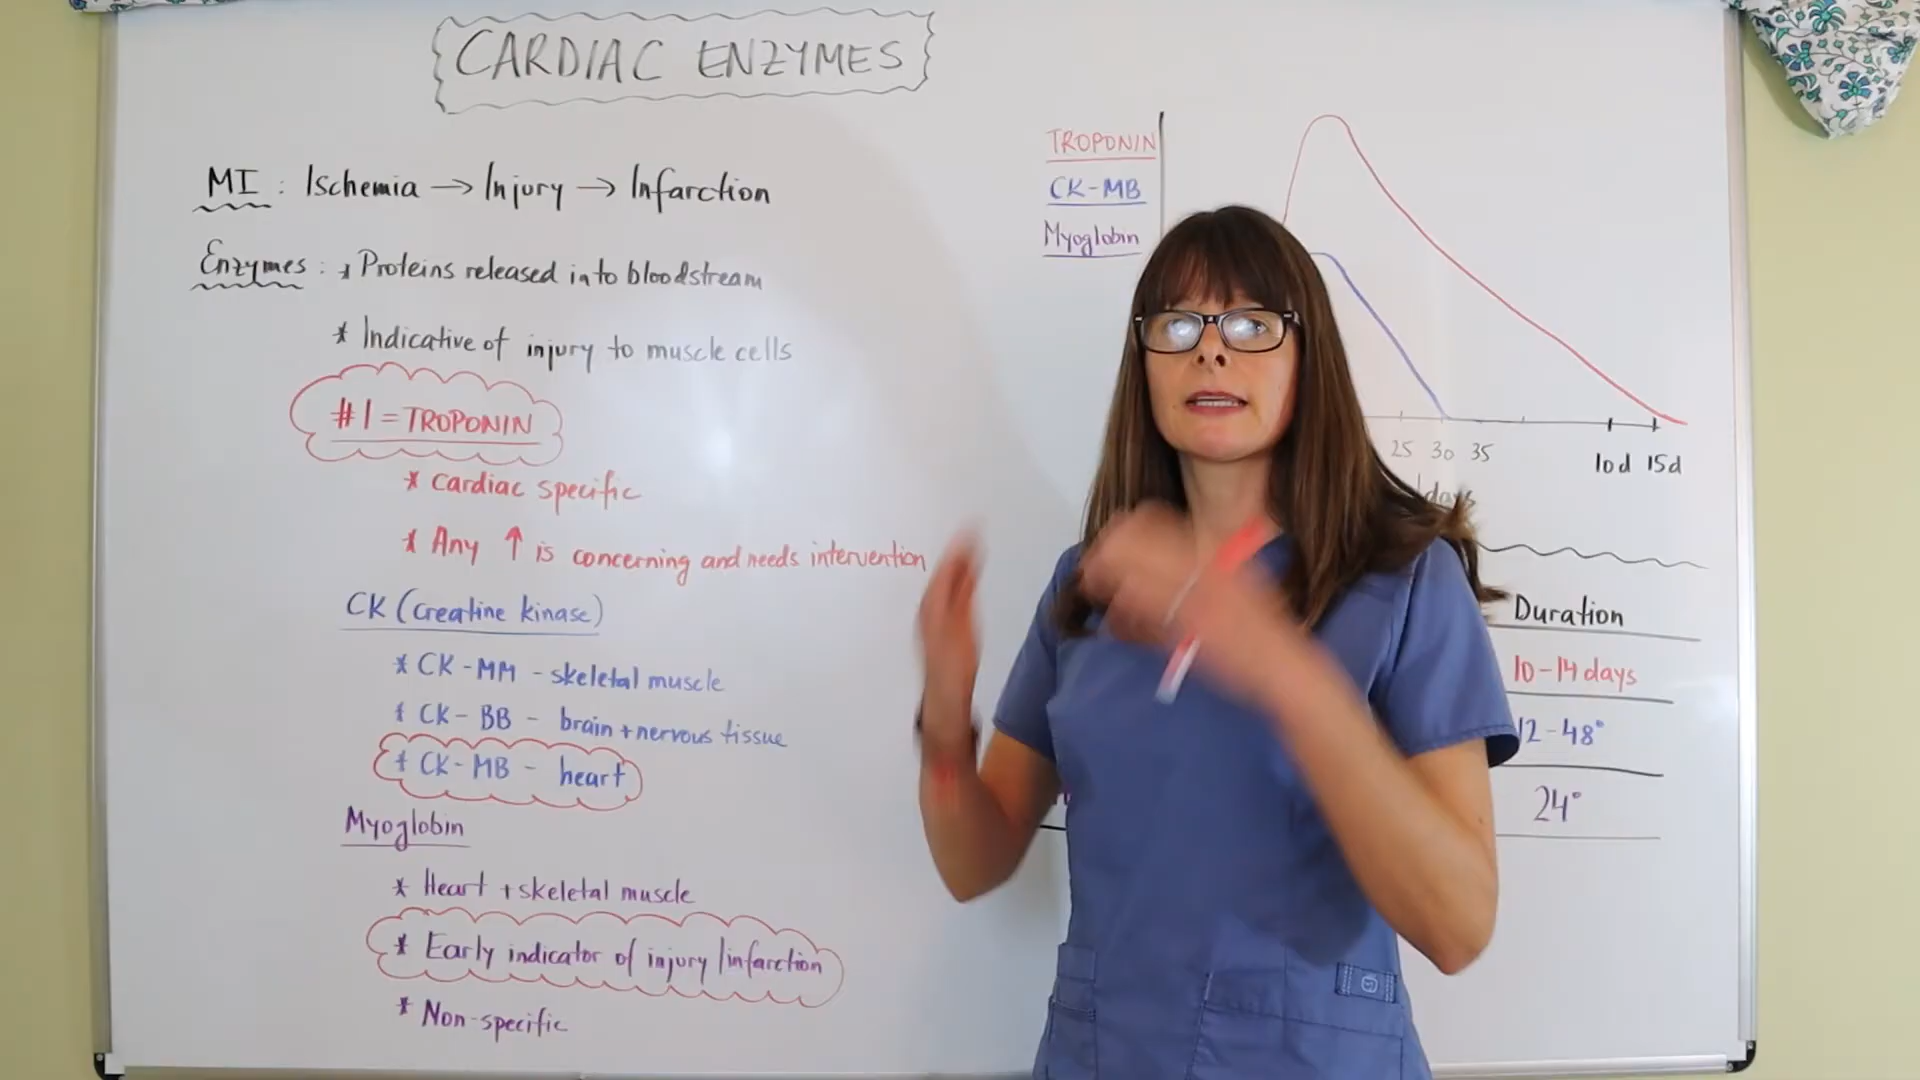 CARDIAC ENZYMES
MI : Ischemia → Injury → Infarction
Enzymes : * Proteins released into bloodstream
* Indicative of injury to muscle cells
#1 = TROPONIN
* cardiac specific
* Any ↑ is concerning and needs intervention
CK (creatine kinase)
* CK-MM - skeletal muscle
* CK-BB - brain + nervous tissue
* CK-MB - heart
Myoglobin
* Heart + skeletal muscle
* Early indicator of injury / infarction
* Non-specific
TROPONIN
CK-MB
Myoglobin
25 30 35 10d 15d
days
Duration
10-14 days
12-48°
24°